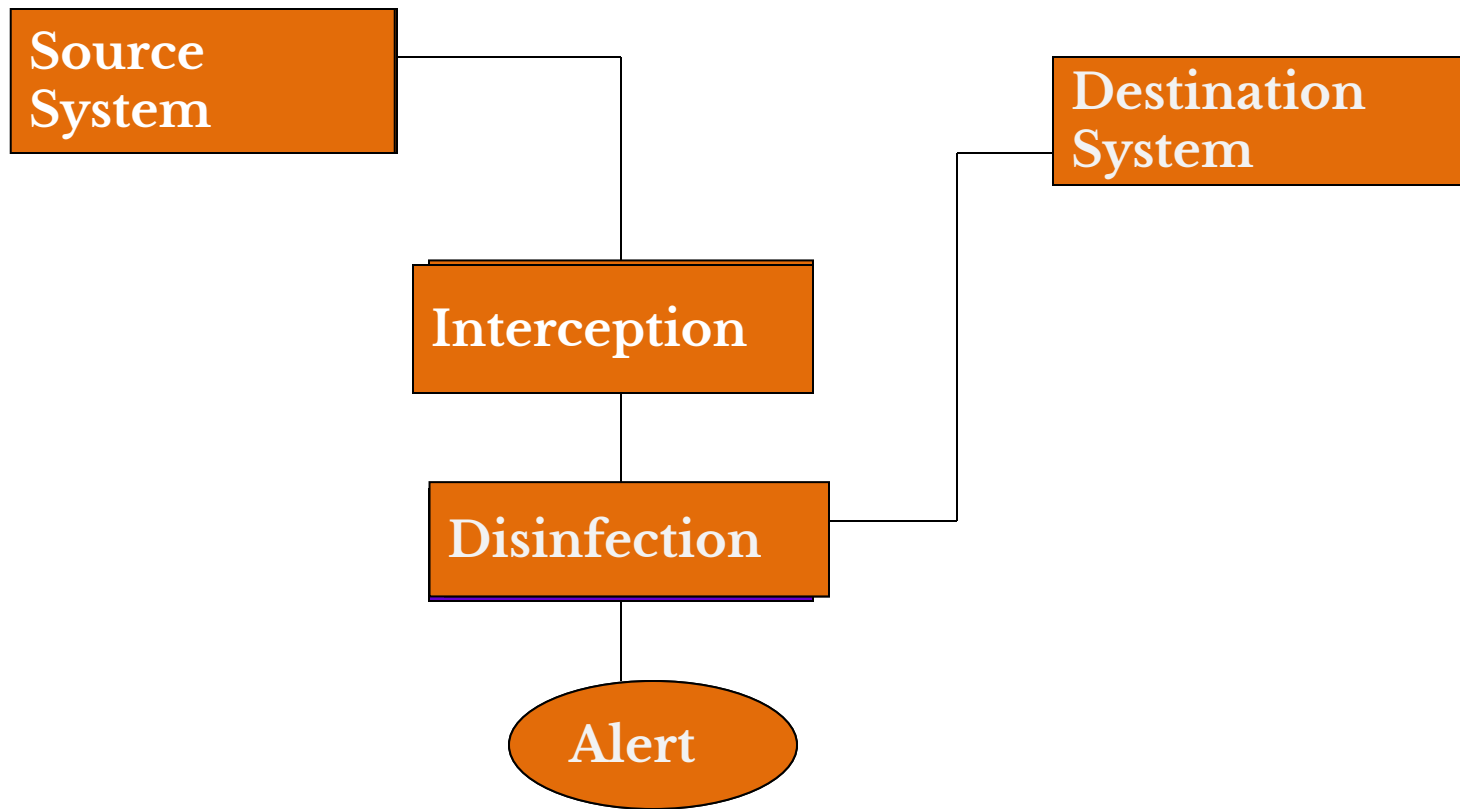 Source
System
Destination
System
Interception
Disinfection
Alert